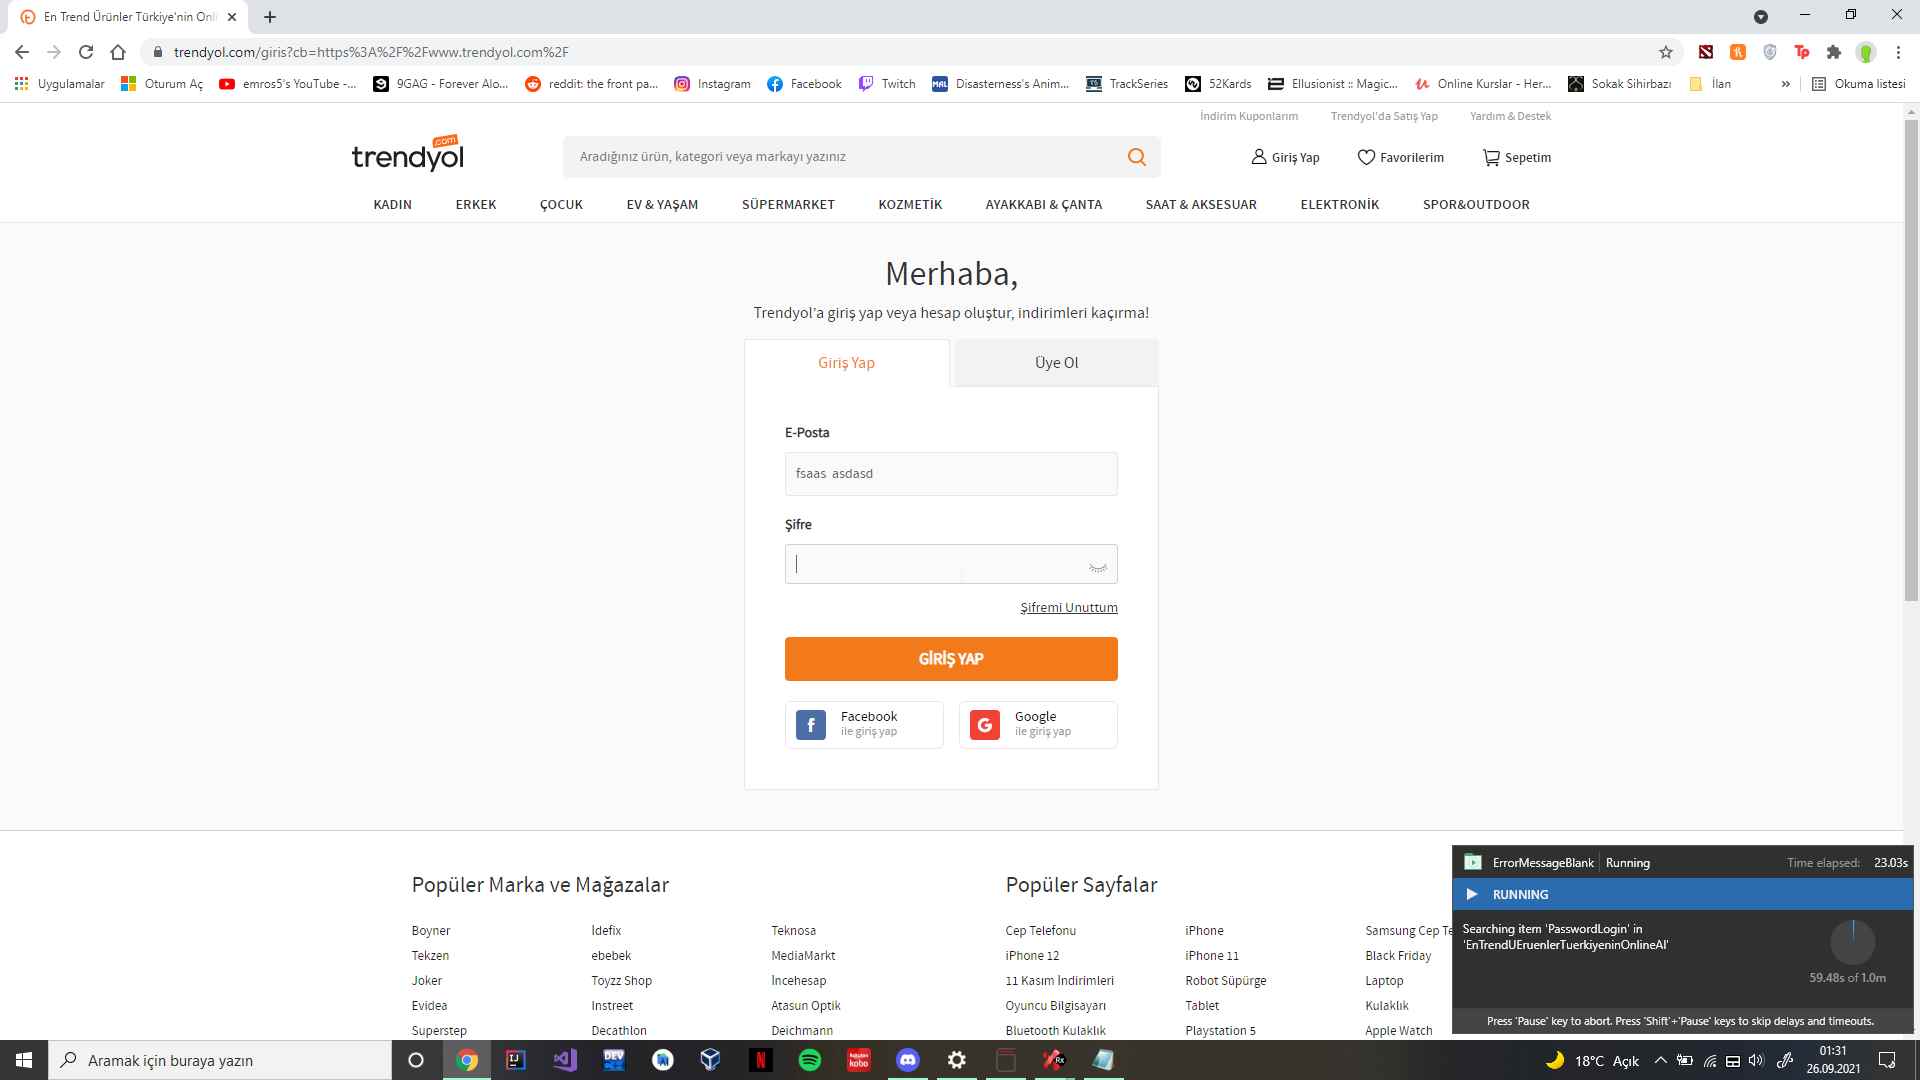 En Trend Ürünler Türkiye'nin Onli
trendyol.com/giris?cb=https%3A%2F%2Fwww.trendyol.com%2F
Uygulamalar
Oturum Aç
emros5's YouTube -...
9GAG - Forever Alo...
reddit: the front pa...
Instagram
Facebook
Twitch
MAL
Disasterness's Anim...
TrackSeries
52Kards
Ellusionist :: Magic...
Online Kurslar - Her...
Sokak Sihirbazı
İlan
»
Okuma listesi
İndirim Kuponlarım
Trendyol'da Satış Yap
Yardım & Destek
trendyol
.com
Aradığınız ürün, kategori veya markayı yazınız
Giriş Yap
Favorilerim
Sepetim
KADIN
ERKEK
ÇOCUK
EV & YAŞAM
SÜPERMARKET
KOZMETİK
AYAKKABI & ÇANTA
SAAT & AKSESUAR
ELEKTRONİK
SPOR&OUTDOOR
Merhaba,
Trendyol'a giriş yap veya hesap oluştur, indirimleri kaçırma!
Giriş Yap
Üye Ol
E-Posta
fsaas asdasd
Şifre
Şifremi Unuttum
GİRİŞ YAP
Facebook
ile giriş yap
Google
ile giriş yap
Popüler Marka ve Mağazalar
Popüler Sayfalar
Boyner
İdefix
Teknosa
Cep Telefonu
iPhone
Samsung Cep Te
Tekzen
ebebek
MediaMarkt
iPhone 12
iPhone 11
Black Friday
Joker
Toyzz Shop
İncehesap
11 Kasım İndirimleri
Robot Süpürge
Laptop
Evidea
Instreet
Atasun Optik
Oyuncu Bilgisayarı
Tablet
Kulaklık
Superstep
Decathlon
Deichmann
Bluetooth Kulaklık
Playstation 5
Apple Watch
ErrorMessageBlank
Running
Time elapsed: 23.03s
RUNNING
Searching item 'PasswordLogin' in
'EnTrendUEruenlerTuerkiyeninOnlineAl'
59.48s of 1.0m
Press 'Pause' key to abort. Press 'Shift'+'Pause' keys to skip delays and timeouts.
Aramak için buraya yazın
18°C Açık
01:31
26.09.2021